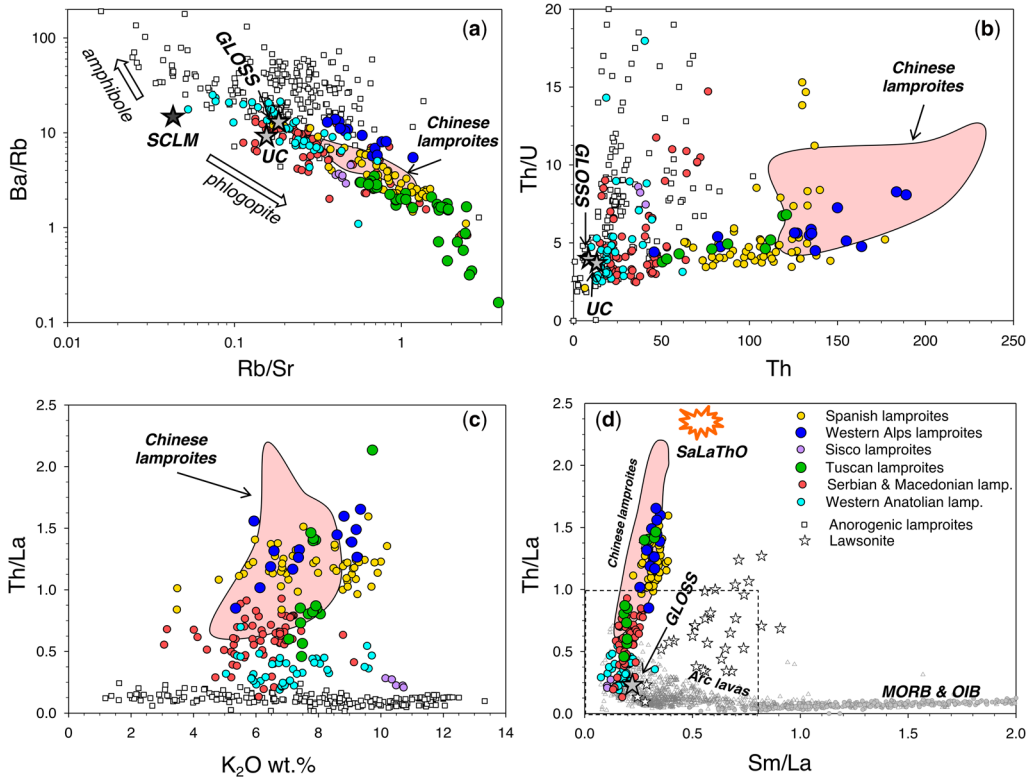 (a)
100
10
1
0.1
0.01
0.1
1
Ba/Rb
Rb/Sr
amphibole
GLOSS
SCLM
UC
phlogopite
Chinese
lamproites
(b)
20
15
10
5
0
0
50
100
150
200
250
Th/U
Th
GLOSS
UC
Chinese
lamproites
(c)
2.5
2.0
1.5
1.0
0.5
0.0
0
2
4
6
8
10
12
14
Th/La
K2O wt.%
Chinese
lamproites
(d)
2.5
2.0
1.5
1.0
0.5
0.0
0.0
0.5
1.0
1.5
2.0
Th/La
Sm/La
SaLaThO
Chinese lamproites
GLOSS
Arc lavas
MORB & OIB
Spanish lamproites
Western Alps lamproites
Sisco lamproites
Tuscan lamproites
Serbian & Macedonian lamp.
Western Anatolian lamp.
Anorogenic lamproites
Lawsonite